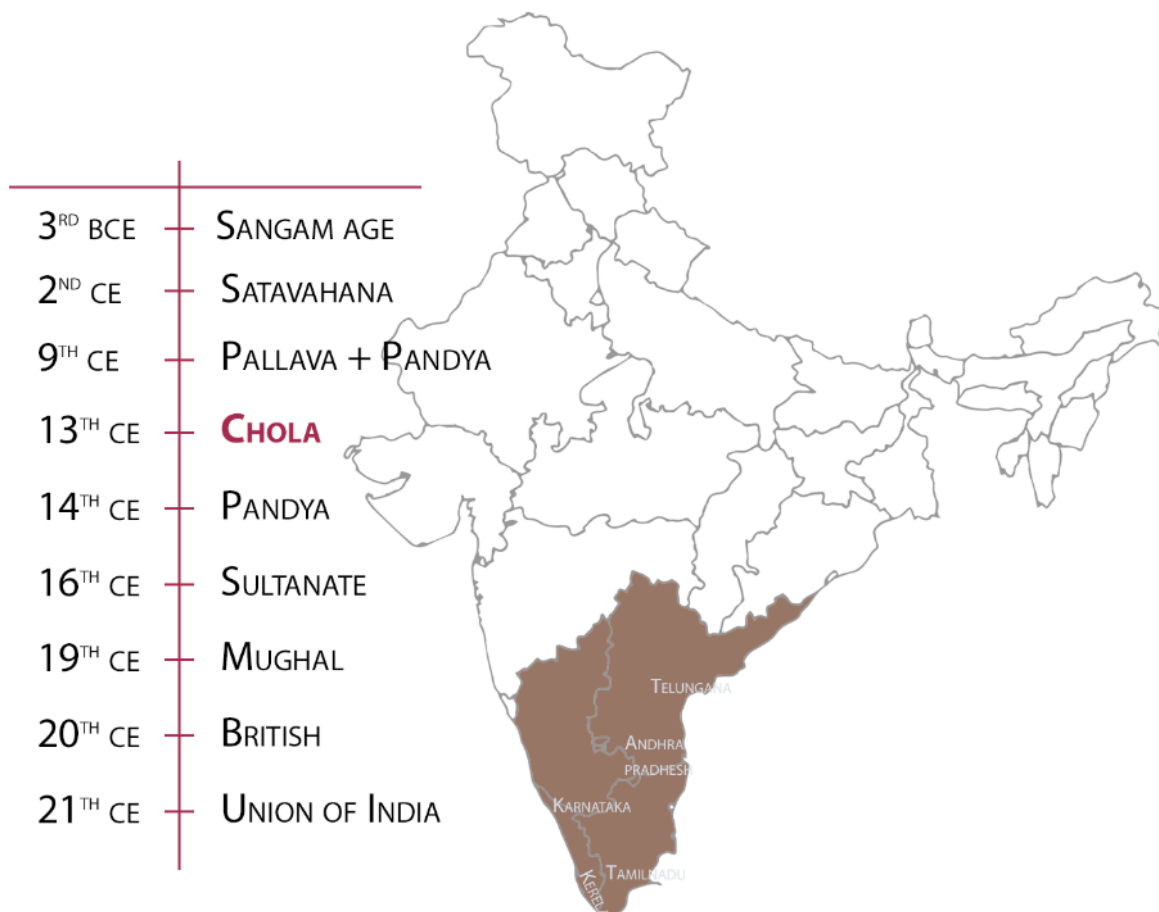 3RD BCE SANGAM AGE
2ND CE SATAVAHANA
9TH CE PALLAVA + PANDYA
13TH CE CHOLA
14TH CE PANDYA
16TH CE SULTANATE
19TH CE MUGHAL
20TH CE BRITISH
21TH CE UNION OF INDIA
TELUNGANA
ANDHRA
PRADHESH
KARNATAKA
TAMILNADU
KEREL